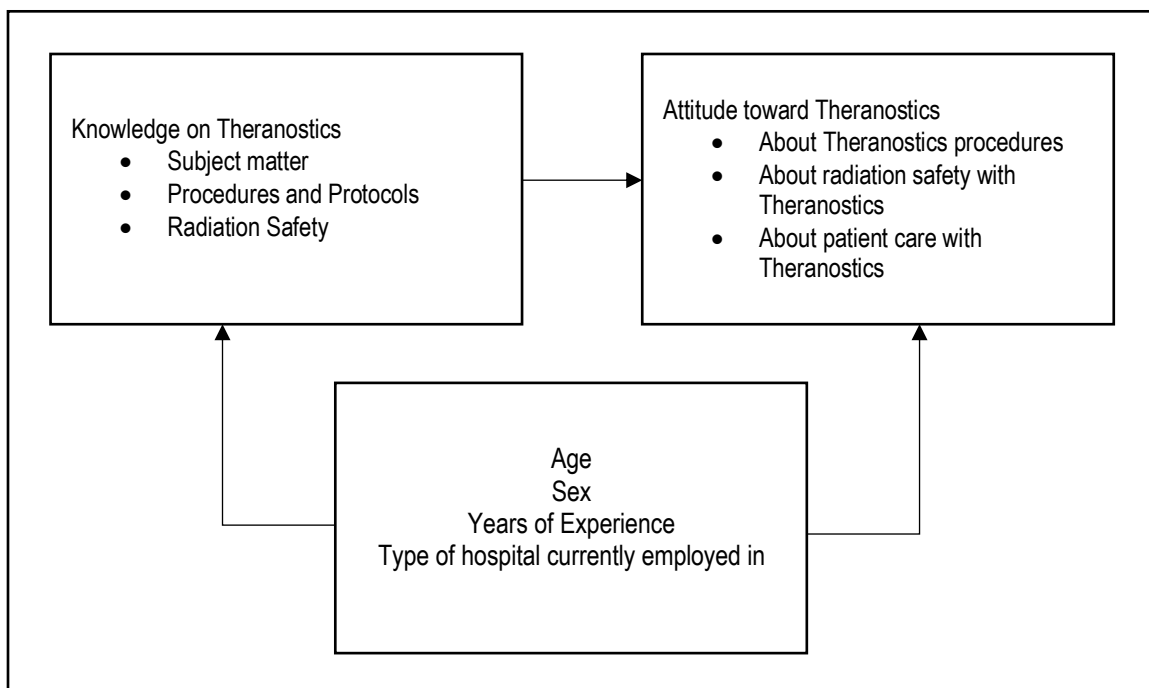 Knowledge on Theranostics
• Subject matter
• Procedures and Protocols
• Radiation Safety
Attitude toward Theranostics
• About Theranostics procedures
• About radiation safety with
Theranostics
• About patient care with
Theranostics
Age
Sex
Years of Experience
Type of hospital currently employed in